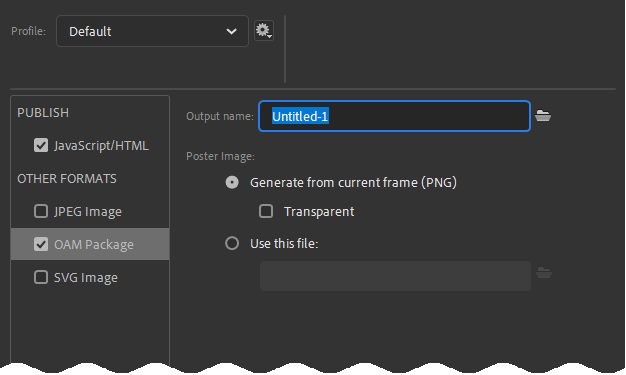 Profile: Default
PUBLISH
JavaScript/HTML
OTHER FORMATS
JPEG Image
OAM Package
SVG Image
Output name: Untitled-1
Poster Image:
Generate from current frame (PNG)
Transparent
Use this file: